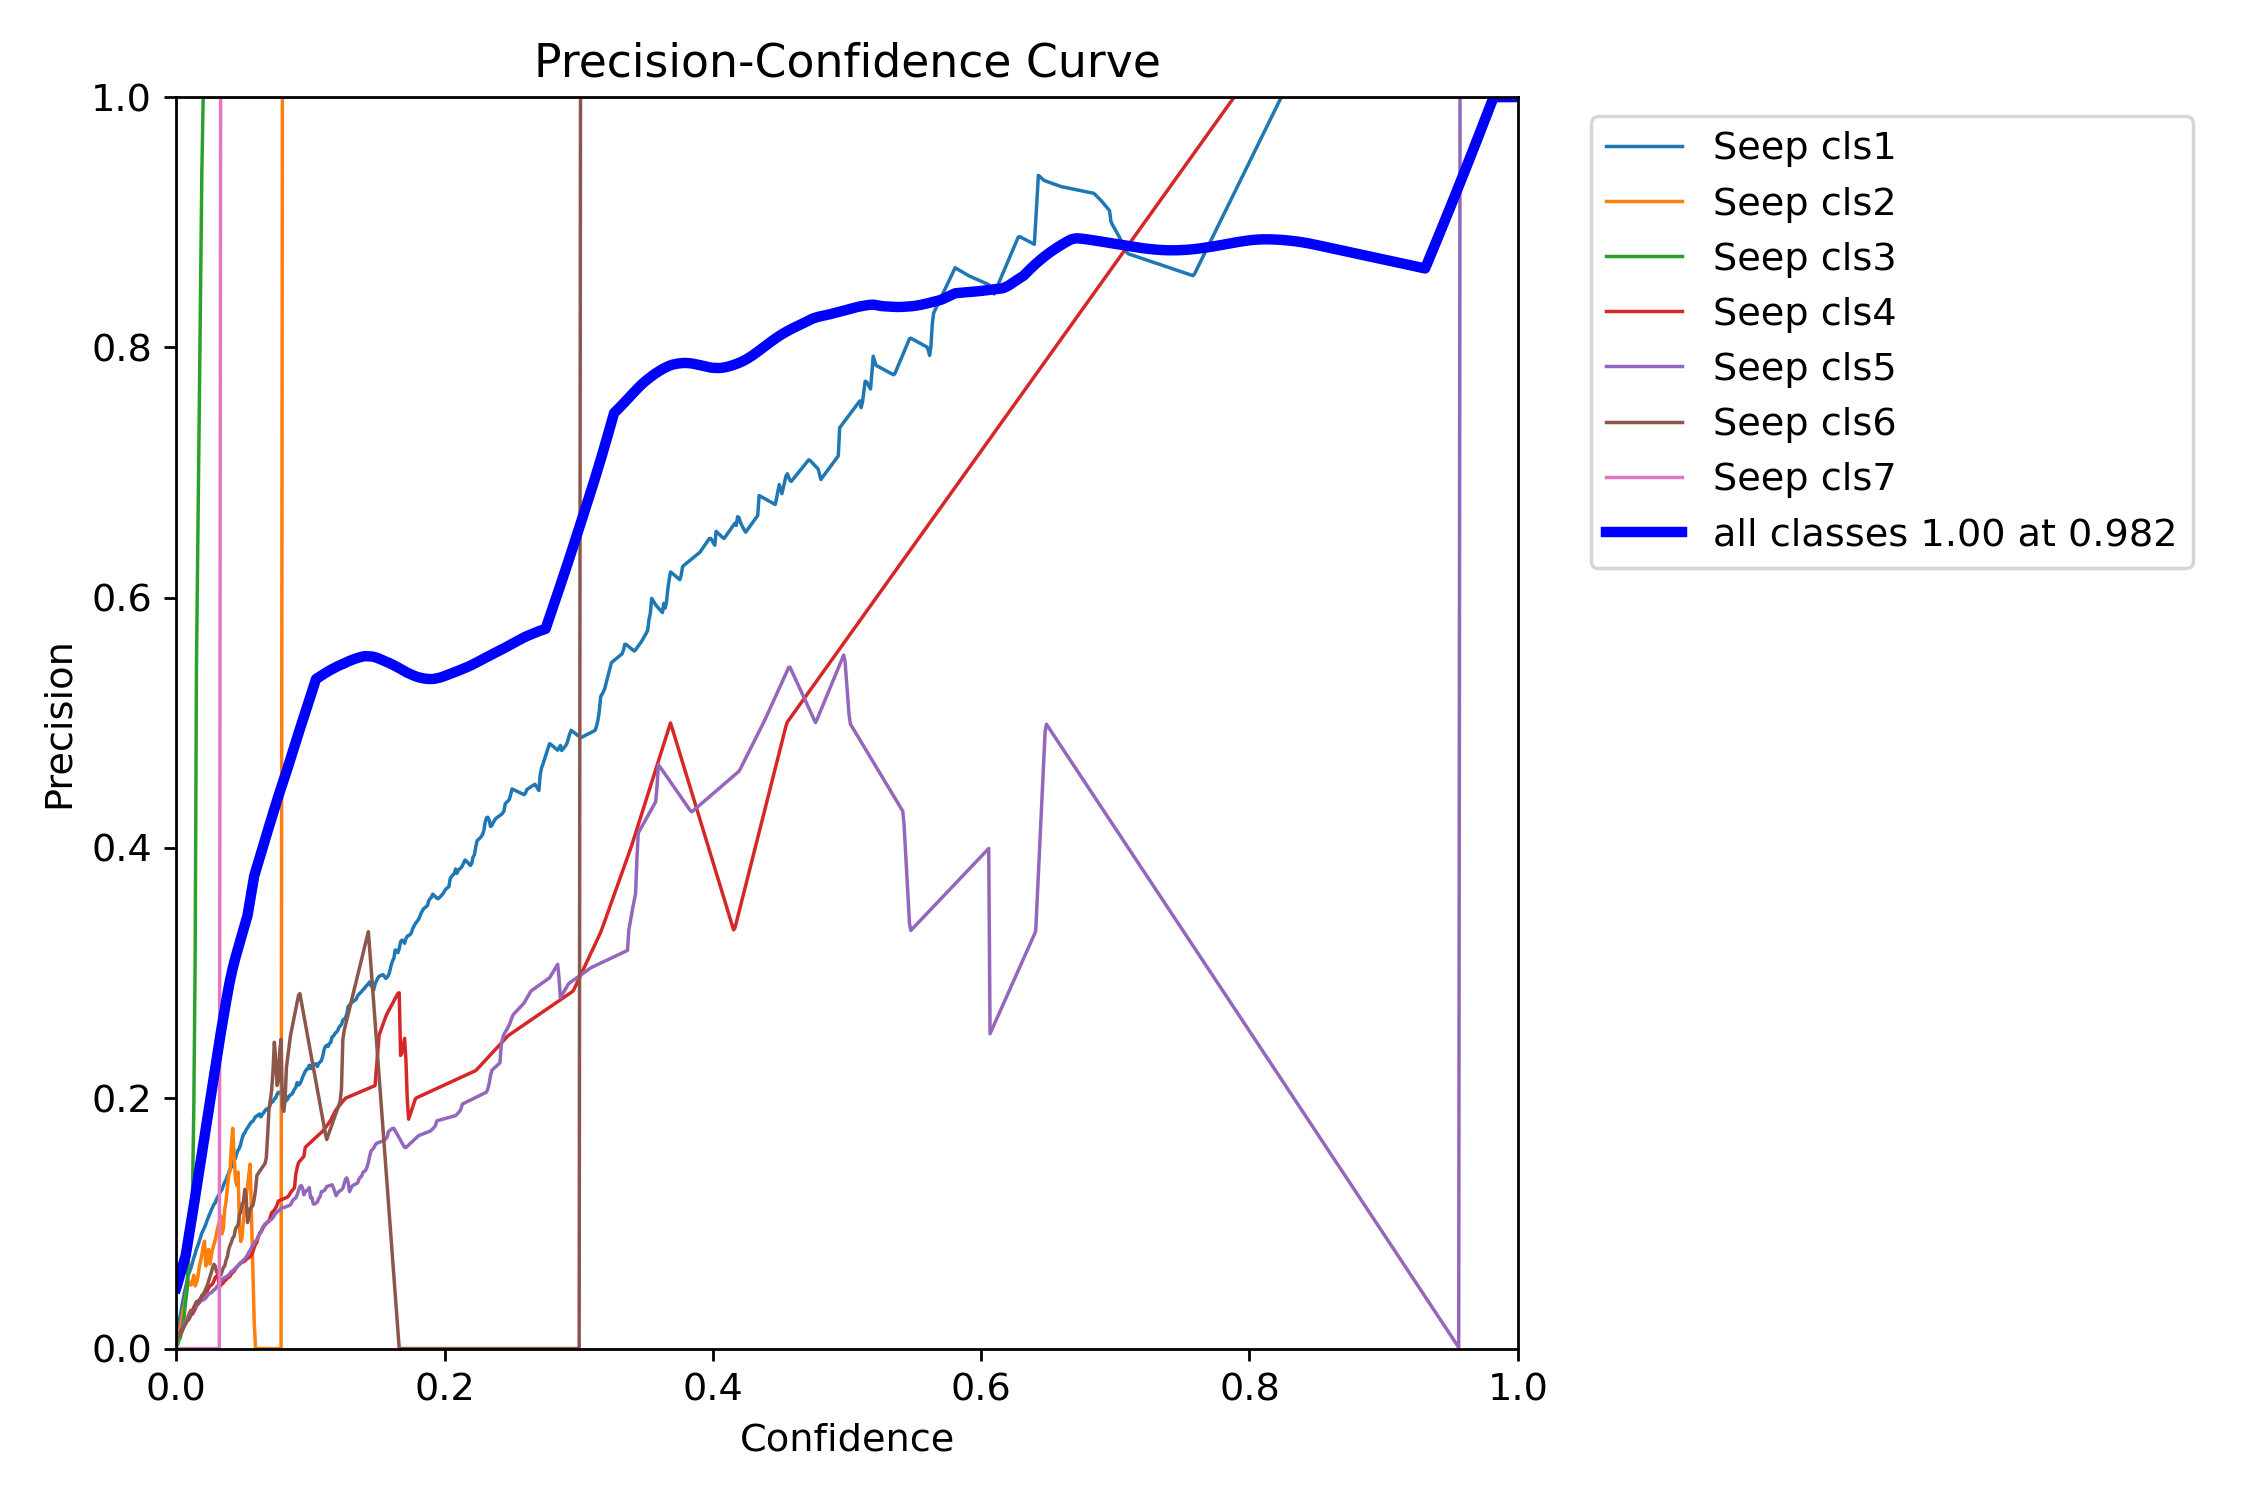 Precision-Confidence Curve
1.0
0.8
0.6
0.4
0.2
0.0
Precision
0.0 0.2 0.4 0.6 0.8 1.0
Confidence
Seep cls1
Seep cls2
Seep cls3
Seep cls4
Seep cls5
Seep cls6
Seep cls7
all classes 1.00 at 0.982